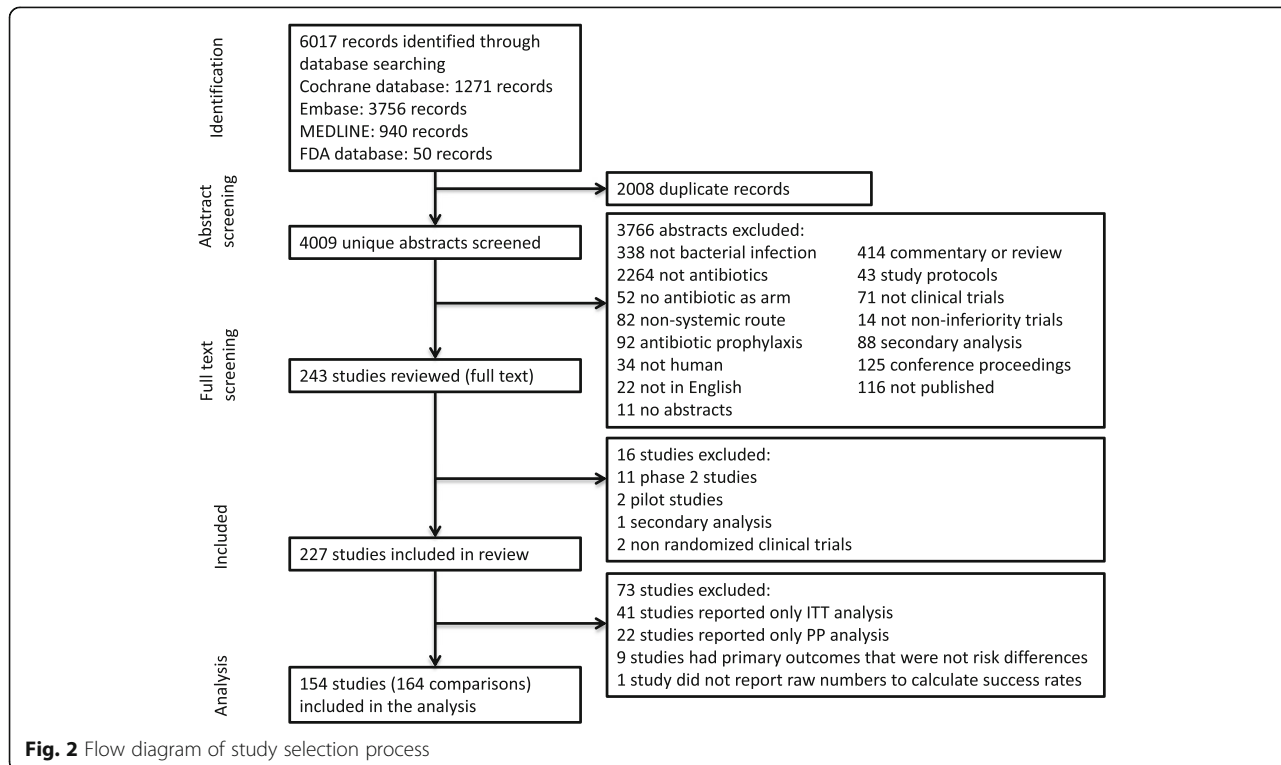 Identification
6017 records identified through
database searching
Cochrane database: 1271 records
Embase: 3756 records
MEDLINE: 940 records
FDA database: 50 records
2008 duplicate records
Abstract
screening
4009 unique abstracts screened
3766 abstracts excluded:
338 not bacterial infection
2264 not antibiotics
52 no antibiotic as arm
82 non-systemic route
92 antibiotic prophylaxis
34 not human
22 not in English
11 no abstracts
414 commentary or review
43 study protocols
71 not clinical trials
14 not non-inferiority trials
88 secondary analysis
125 conference proceedings
116 not published
Full text
screening
243 studies reviewed (full text)
16 studies excluded:
11 phase 2 studies
2 pilot studies
1 secondary analysis
2 non randomized clinical trials
Included
227 studies included in review
73 studies excluded:
41 studies reported only ITT analysis
22 studies reported only PP analysis
9 studies had primary outcomes that were not risk differences
1 study did not report raw numbers to calculate success rates
Analysis
154 studies (164 comparisons)
included in the analysis
Fig. 2 Flow diagram of study selection process